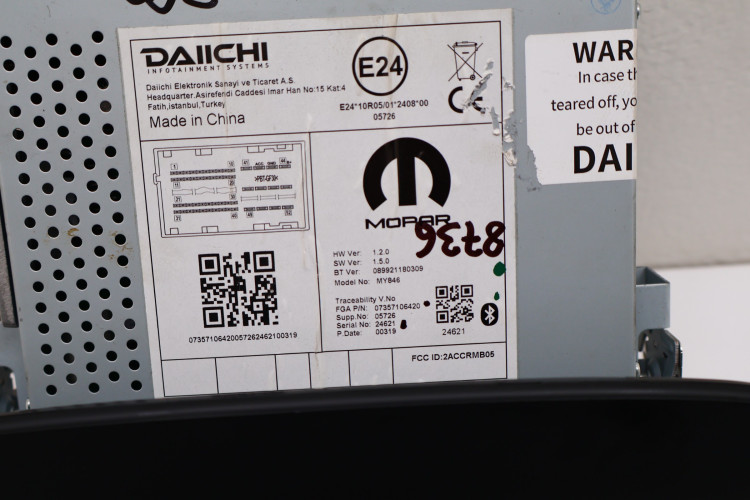 DAIICHI
INFOTAINMENT SYSTEMS
Daiichi Elektronik Sanayi ve Ticaret A.S.
Headquarter.Asirefendi Caddesi Imar Han No:15 Kat:4
Fatih,istanbul,Turkey
Made in China
E24
E24*10R05/01*2408*00
05726
CE
WAR
In case th
teared off, yo
be out of
DAI
MOPAR
8736
HW Ver: 1.2.0
SW Ver: 1.5.0
BT Ver: 089921180309
Model No: MY846
Traceability V.No
FGA P/N: 07357106420
Supp.No: 05726
Serial No: 24621
P.Date: 00319
24621
07357106420057262462100319
FCC ID:2ACCRMB05